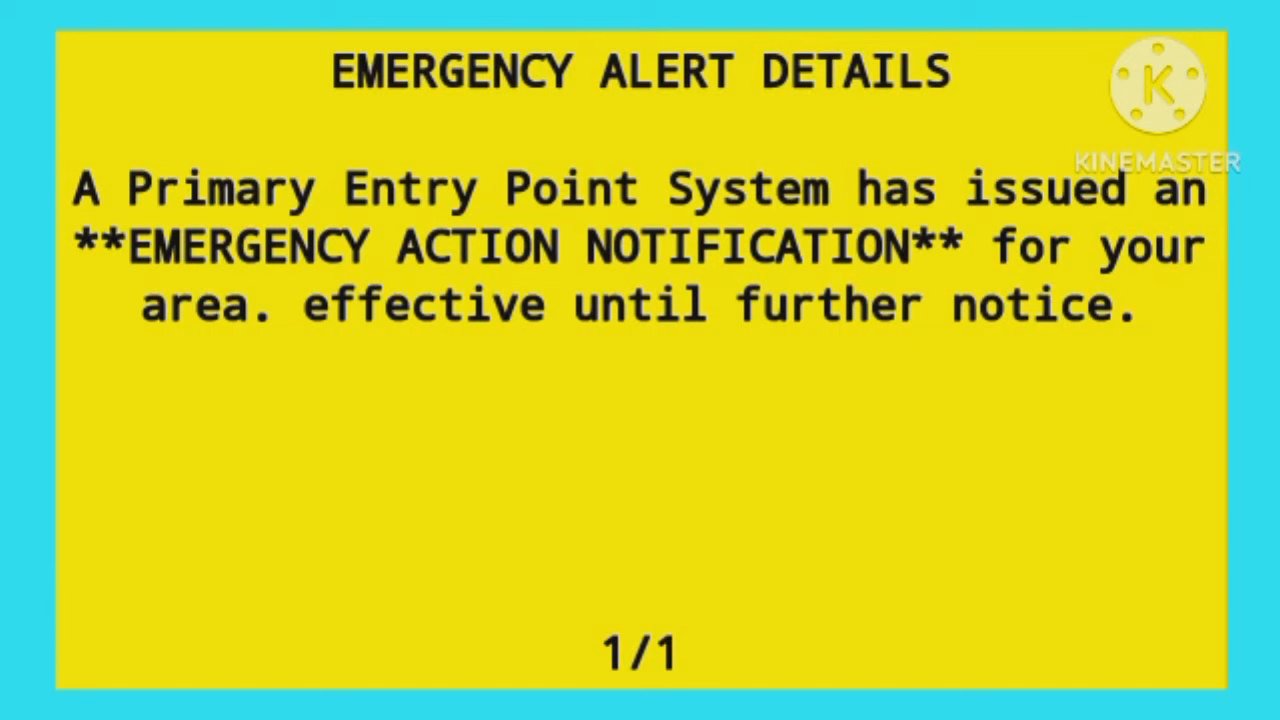 EMERGENCY ALERT DETAILS
K
KINEMASTER
A Primary Entry Point System has issued an
**EMERGENCY ACTION NOTIFICATION** for your
area. effective until further notice.
1/1